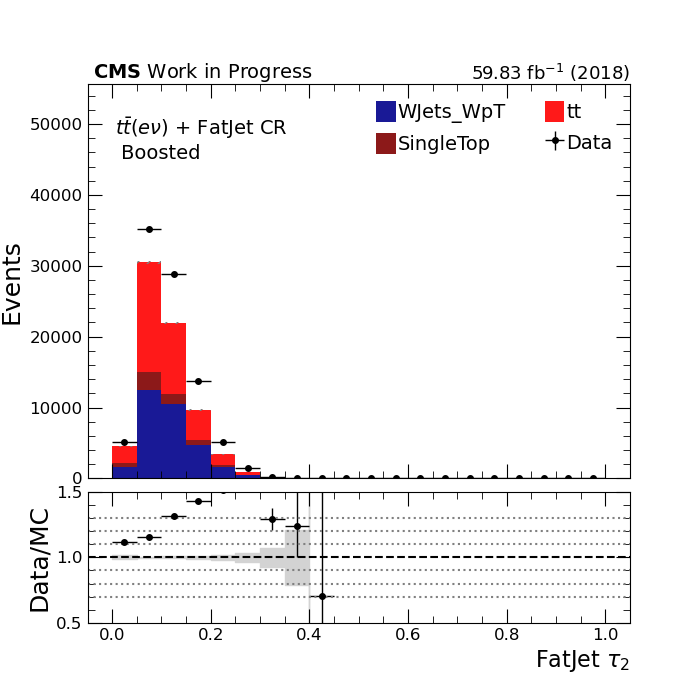 CMS Work in Progress 59.83 fb⁻¹ (2018)
tt̄(eν) + FatJet CR
Boosted
WJets_WpT tt
SingleTop Data
Events
50000
40000
30000
20000
10000
0
Data/MC
1.5
1.0
0.5
0.0 0.2 0.4 0.6 0.8 1.0
FatJet τ₂